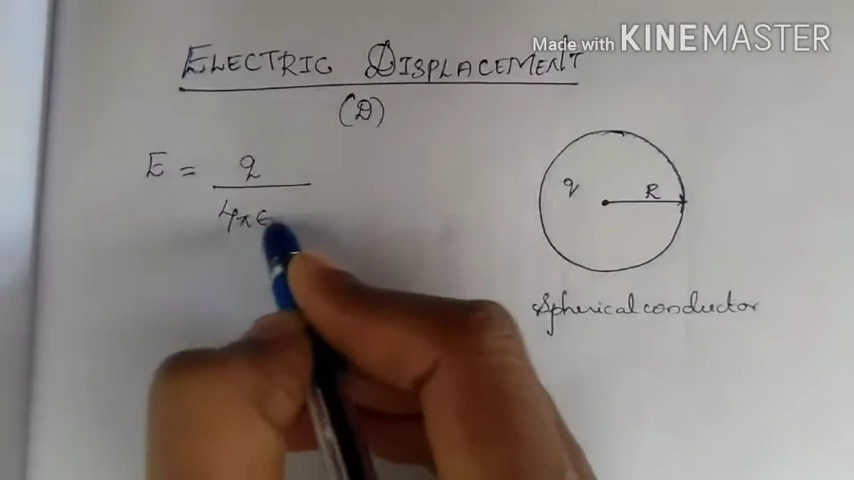 Made with KINEMASTER
ELECTRIC DISPLACEMENT
(D)
E = q
4πε
q
R
Spherical conductor